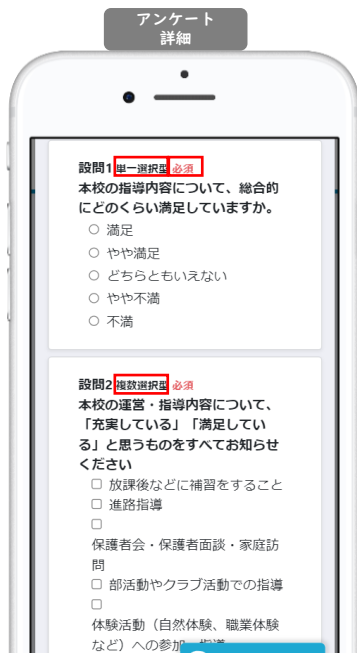 アンケート
詳細
設問1 単一選択型 必須
本校の指導内容について、総合的
にどのくらい満足していますか。
満足
やや満足
どちらともいえない
やや不満
不満
設問2 複数選択型 必須
本校の運営・指導内容について、
「充実している」「満足してい
る」と思うものをすべてお知らせ
ください
放課後などに補習をすること
進路指導
保護者会・保護者面談・家庭訪
問
部活動やクラブ活動での指導
体験活動（自然体験、職業体験
など）への参加